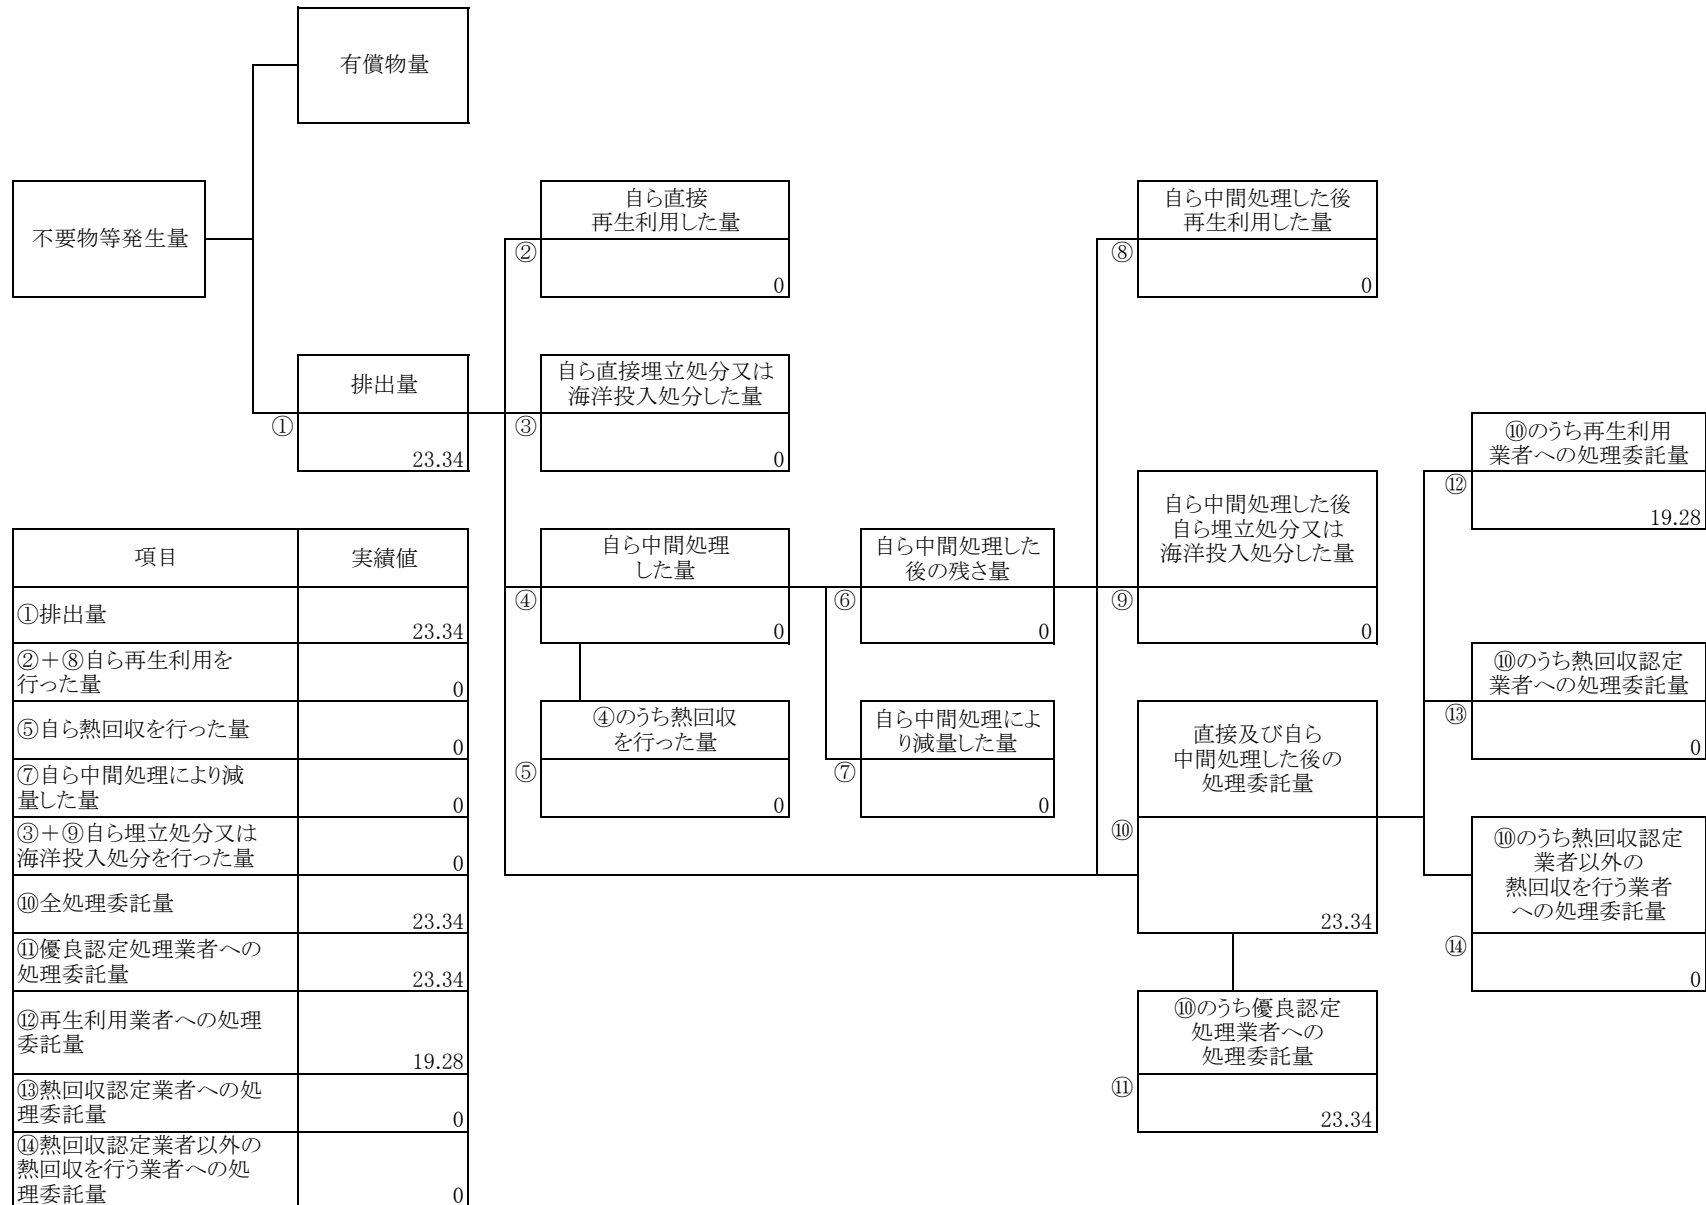 有償物量
不要物等発生量
自ら直接
再生利用した量
②
0
自ら中間処理した後
再生利用した量
⑧
0
排出量
①
23.34
自ら直接埋立処分又は
海洋投入処分した量
③
0
⑩のうち再生利用
業者への処理委託量
⑫
19.28
自ら中間処理
した量
④
0
自ら中間処理した
後の残さ量
⑥
0
自ら中間処理した後
自ら埋立処分又は
海洋投入処分した量
⑨
0
⑩のうち熱回収認定
業者への処理委託量
⑬
0
④のうち熱回収
を行った量
⑤
0
自ら中間処理によ
り減量した量
⑦
0
直接及び自ら
中間処理した後の
処理委託量
⑩
23.34
⑩のうち熱回収認定
業者以外の
熱回収を行う業者
への処理委託量
⑭
0
⑩のうち優良認定
処理業者への
処理委託量
⑪
23.34
項目 実績値
①排出量
23.34
②+⑧自ら再生利用を
行った量 0
⑤自ら熱回収を行った量
0
⑦自ら中間処理により減
量した量 0
③+⑨自ら埋立処分又は
海洋投入処分を行った量 0
⑩全処理委託量
23.34
⑪優良認定処理業者への
処理委託量 23.34
⑫再生利用業者への処理
委託量
19.28
⑬熱回収認定業者への処
理委託量 0
⑭熱回収認定業者以外の
熱回収を行う業者への処
理委託量 0